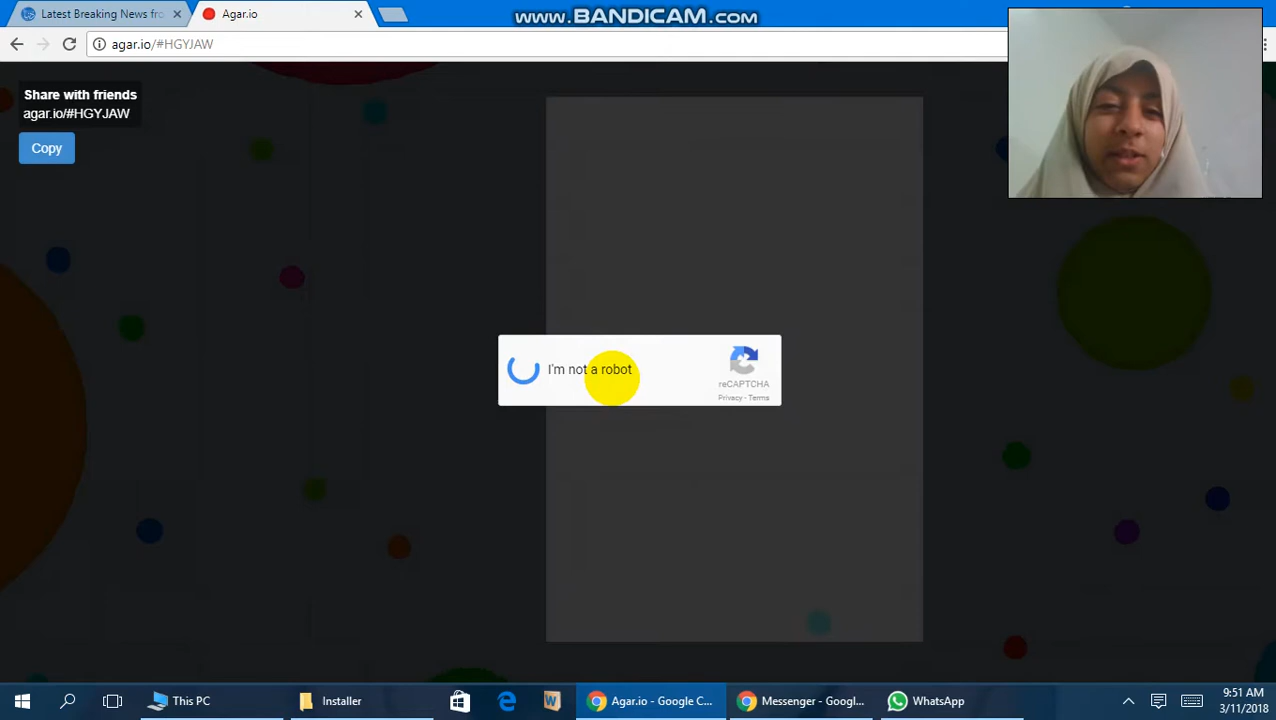 Latest Breaking News fro
Agar.io
www.BANDICAM.com
agar.io/#HGYJAW
Share with friends
agar.io/#HGYJAW
Copy
I'm not a robot
reCAPTCHA
Privacy - Terms
This PC
Installer
Agar.io - Google C...
Messenger - Googl...
WhatsApp
9:51 AM
3/11/2018